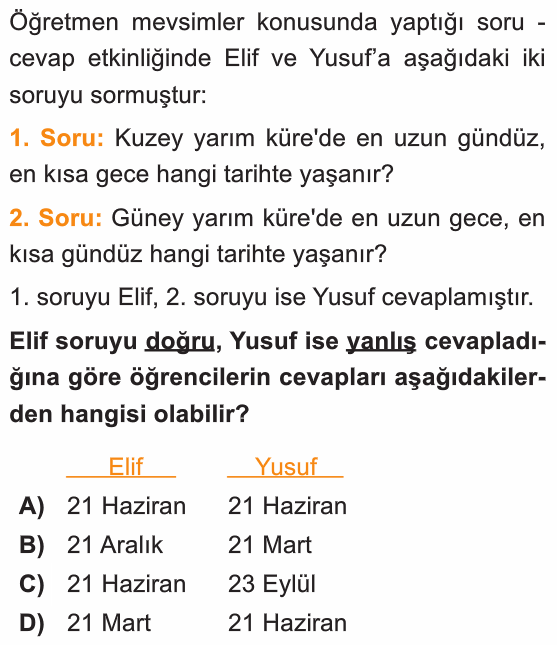 Öğretmen mevsimler konusunda yaptığı soru -
cevap etkinliğinde Elif ve Yusuf’a aşağıdaki iki
soruyu sormuştur:
1. Soru: Kuzey yarım küre'de en uzun gündüz,
en kısa gece hangi tarihte yaşanır?
2. Soru: Güney yarım küre'de en uzun gece, en
kısa gündüz hangi tarihte yaşanır?
1. soruyu Elif, 2. soruyu ise Yusuf cevaplamıştır.
Elif soruyu doğru, Yusuf ise yanlış cevapladı-
ğına göre öğrencilerin cevapları aşağıdakiler-
den hangisi olabilir?
Elif Yusuf
A) 21 Haziran 21 Haziran
B) 21 Aralık 21 Mart
C) 21 Haziran 23 Eylül
D) 21 Mart 21 Haziran